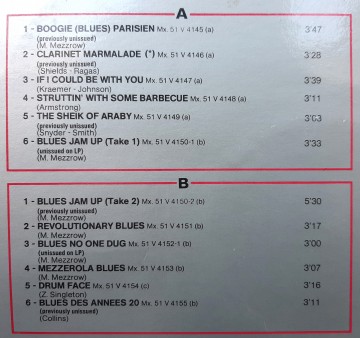 A
1 - BOOGIE (BLUES) PARISIEN Mx. 51 V 4145 (a) 3'47
(previously unissued)
(M. Mezzrow)
2 - CLARINET MARMALADE (*) Mx. 51 V 4146 (a) 3'28
(previously unissued)
(Shields - Ragas)
3 - IF I COULD BE WITH YOU Mx. 51 V 4147 (a) 3'39
(Kraemer - Johnson)
4 - STRUTTIN' WITH SOME BARBECUE Mx. 51 V 4148 (a) 3'11
(Armstrong)
5 - THE SHEIK OF ARABY Mx. 51 V 4149 (a)
(previously unissued)
(Snyder - Smith)
6 - BLUES JAM UP (Take 1) Mx. 51 V 4150-1 (b) 3'33
(unissued on LP)
(M. Mezzrow)
B
1 - BLUES JAM UP (Take 2) Mx. 51 V 4150-2 (b) 5'30
(previously unissued)
(M. Mezzrow)
2 - REVOLUTIONARY BLUES Mx. 51 V 4151 (b) 3'17
(M. Mezzrow)
3 - BLUES NO ONE DUG Mx. 51 V 4152-1 (b) 3'00
(unissued on LP)
(M. Mezzrow)
4 - MEZZEROLA BLUES Mx. 51 V 4153 (b) 3'07
(M. Mezzrow)
5 - DRUM FACE Mx. 51 V 4154 (c) 3'16
(Z. Singleton)
6 - BLUES DES ANNEES 20 Mx. 51 V 4155 (b) 3'11
(Collins)